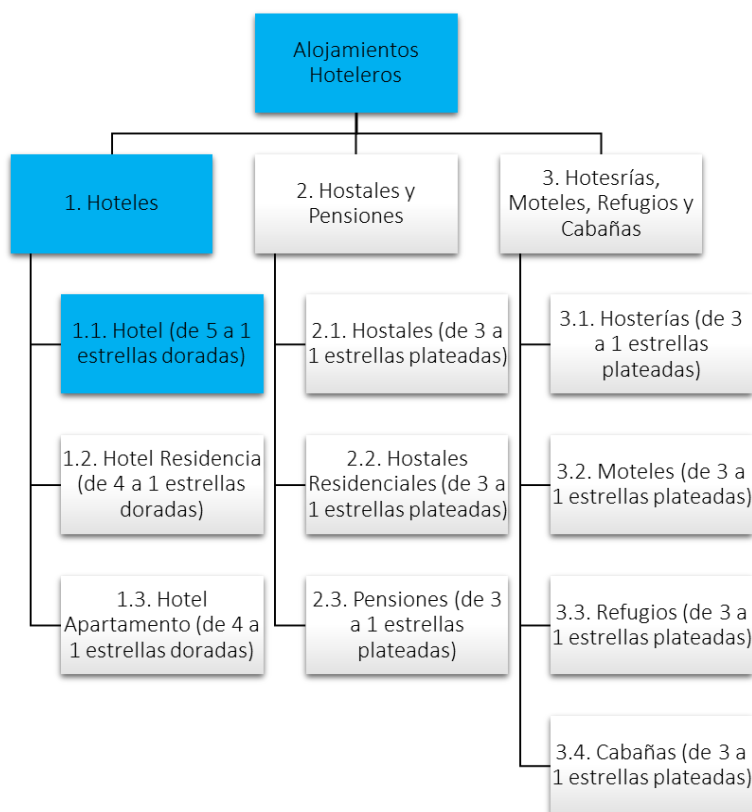 Alojamientos
Hoteleros
1. Hoteles
2. Hostales y
Pensiones
3. Hotesrías,
Moteles, Refugios y
Cabañas
1.1. Hotel (de 5 a 1
estrellas doradas)
1.2. Hotel Residencia
(de 4 a 1 estrellas
doradas)
1.3. Hotel
Apartamento (de 4 a
1 estrellas doradas)
2.1. Hostales (de 3 a
1 estrellas plateadas)
2.2. Hostales
Residenciales (de 3 a
1 estrellas plateadas)
2.3. Pensiones (de 3
a 1 estrellas
plateadas)
3.1. Hosterías (de 3
a 1 estrellas
plateadas)
3.2. Moteles (de 3 a
1 estrellas plateadas)
3.3. Refugios (de 3 a
1 estrellas plateadas)
3.4. Cabañas (de 3 a
1 estrellas plateadas)